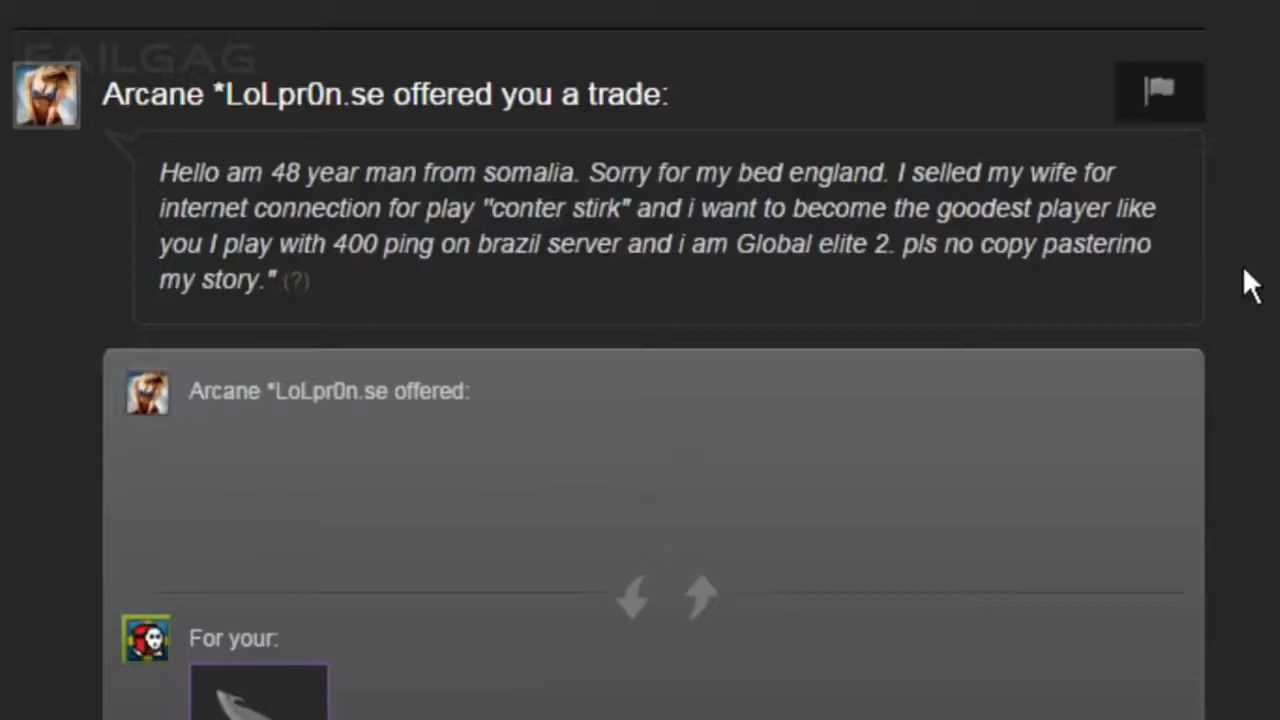 FAILGAG
Arcane *LoLpr0n.se offered you a trade:
Hello am 48 year man from somalia. Sorry for my bed england. I selled my wife for
internet connection for play "conter stirk" and i want to become the goodest player like
you I play with 400 ping on brazil server and i am Global elite 2. pls no copy pasterino
my story." (?)
Arcane *LoLpr0n.se offered:
For your: